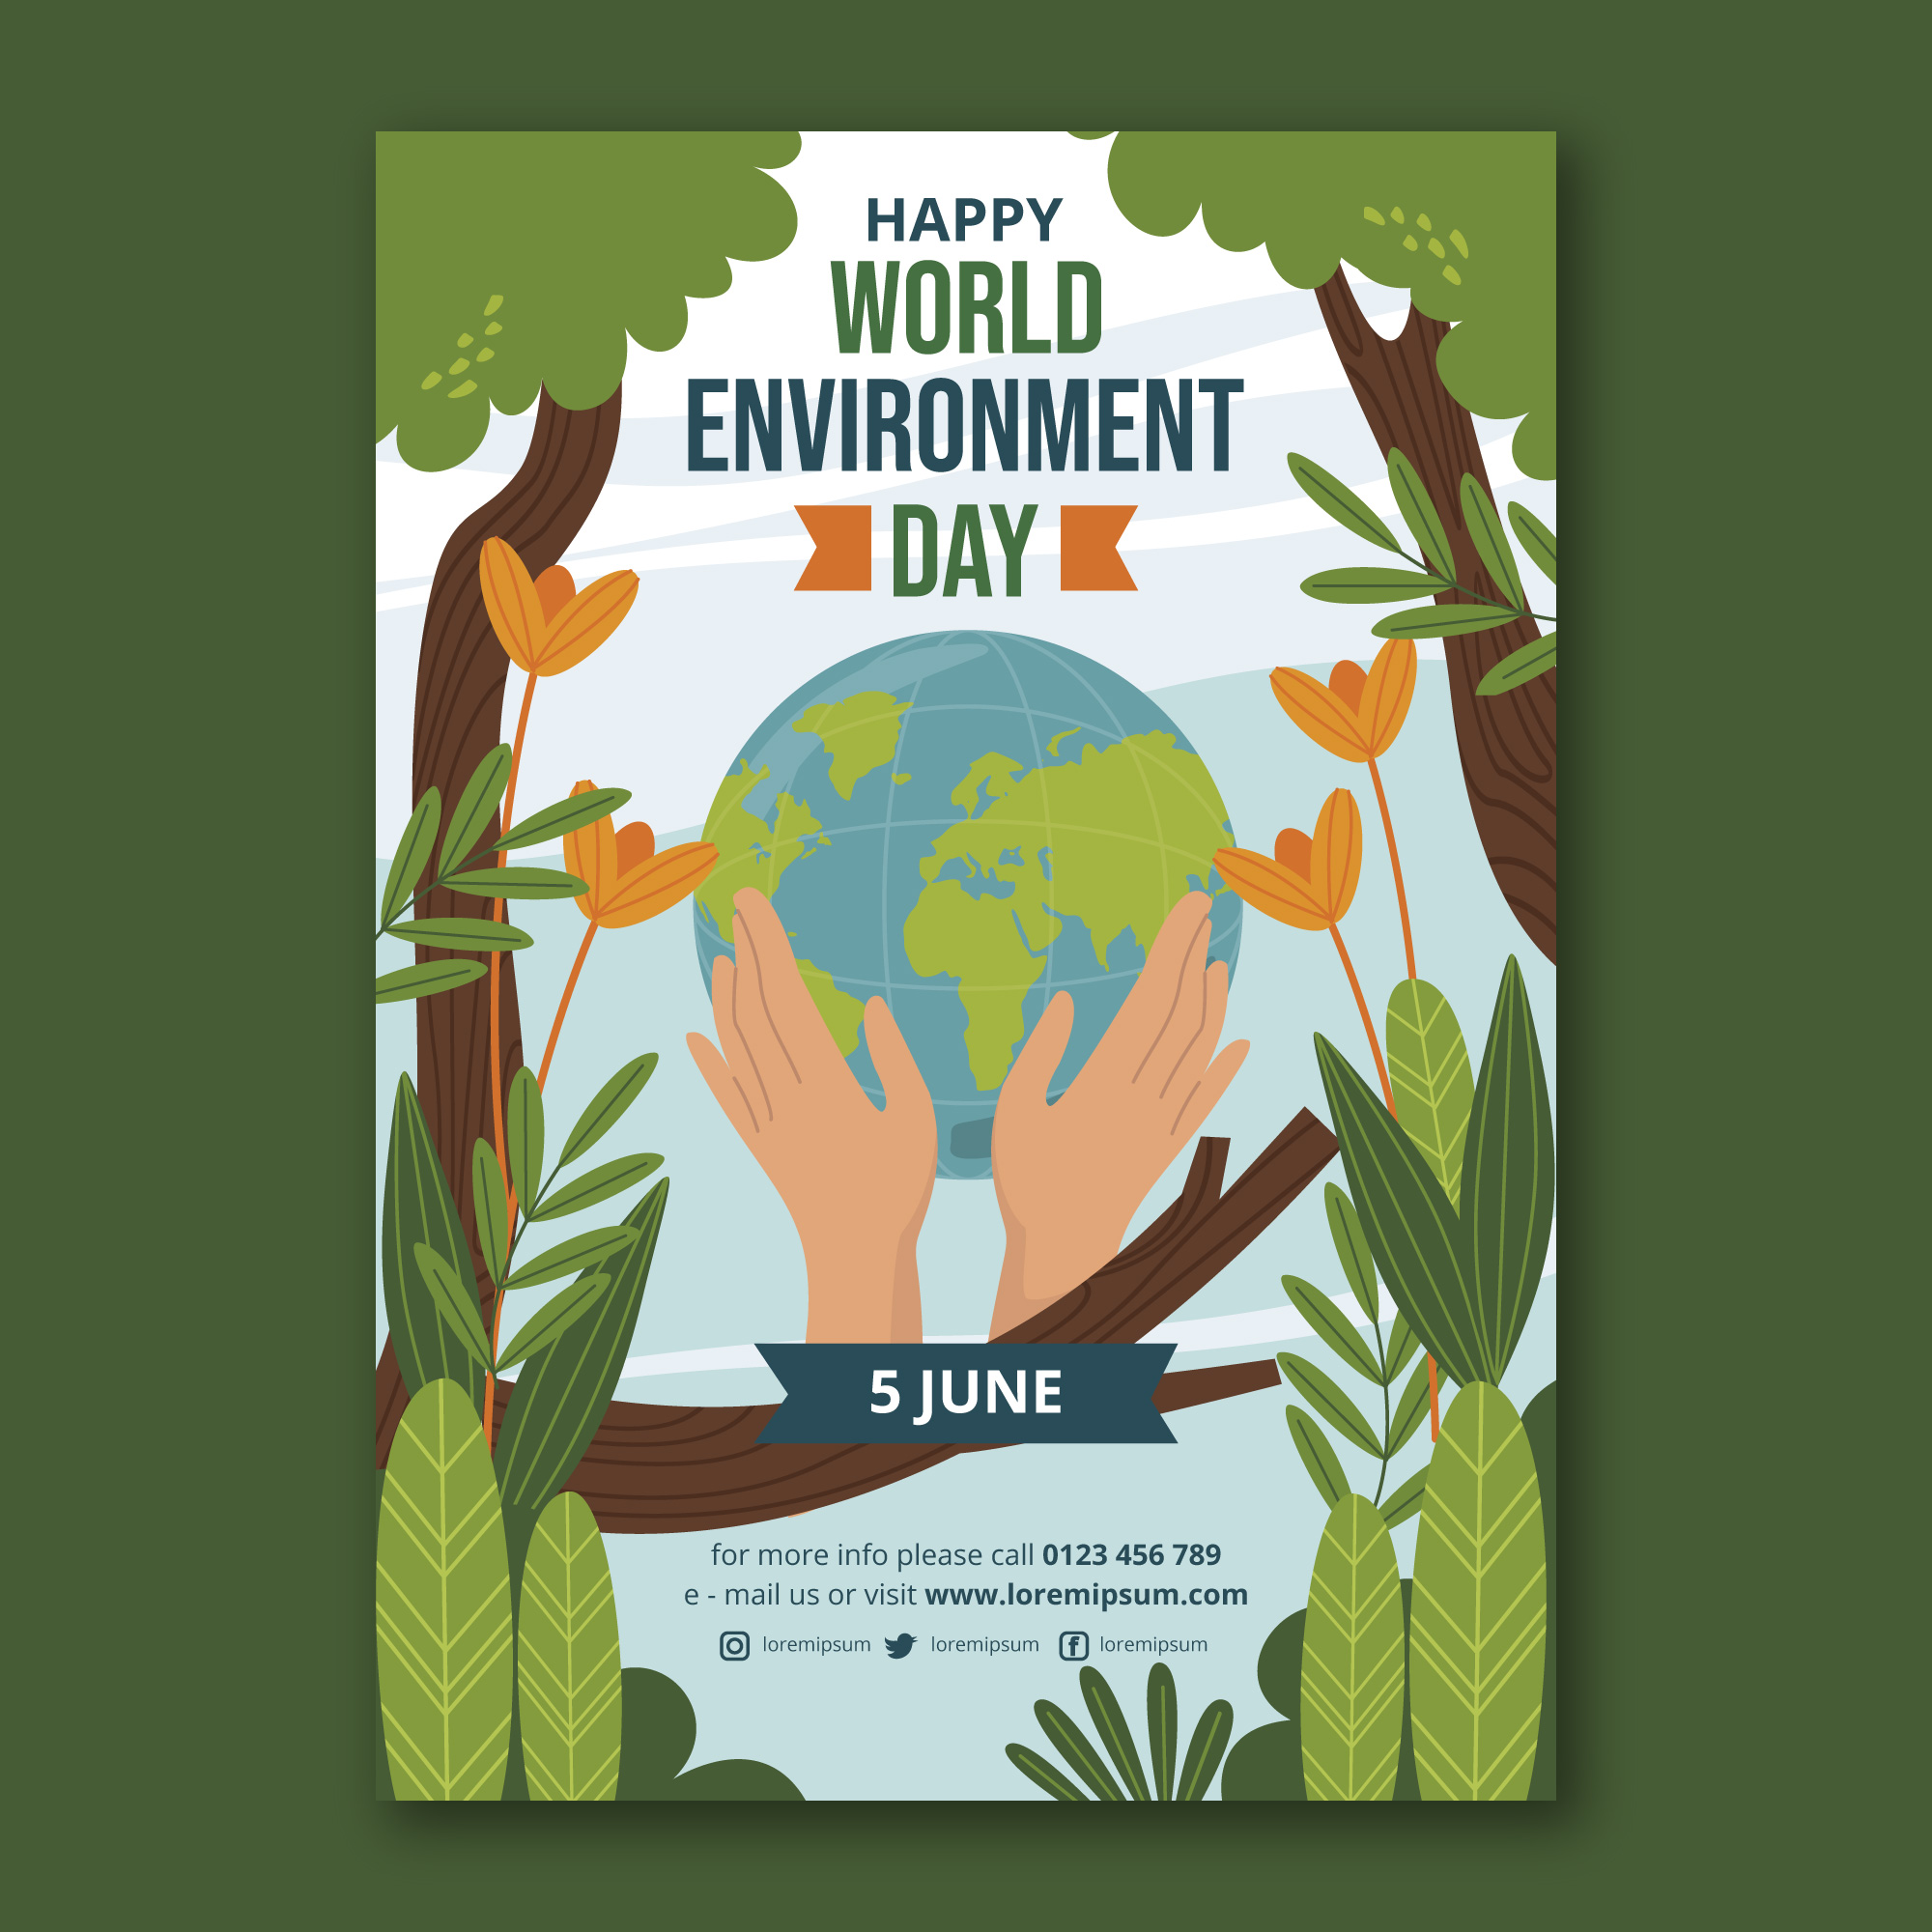 HAPPY
WORLD
ENVIRONMENT
DAY
5 JUNE
for more info please call 0123 456 789
e - mail us or visit www.loremipsum.com
loremipsum loremipsum loremipsum